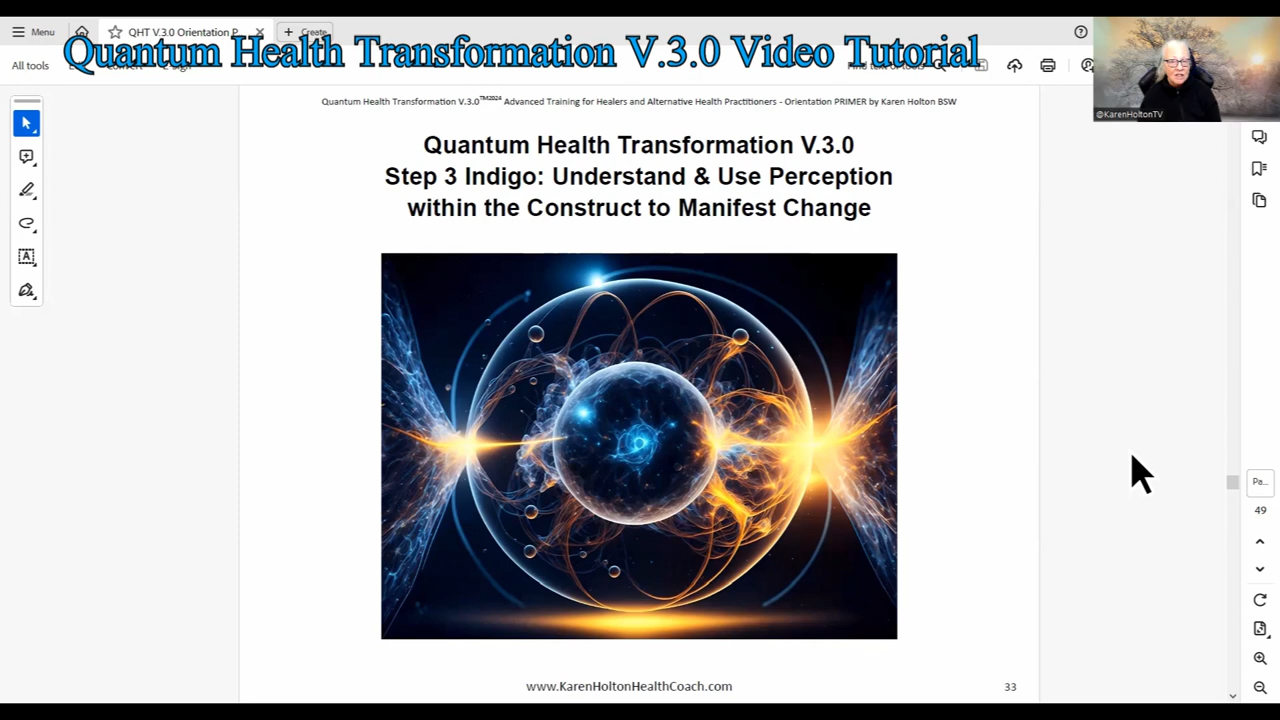 Menu
QHT V.3.0 Orientation P
Create
Quantum Health Transformation V.3.0 Video Tutorial
All tools
@KarenHoltonTV
Quantum Health Transformation V.3.0™2024 Advanced Training for Healers and Alternative Health Practitioners - Orientation PRIMER by Karen Holton BSW
Quantum Health Transformation V.3.0
Step 3 Indigo: Understand & Use Perception
within the Construct to Manifest Change
Pa...
49
www.KarenHoltonHealthCoach.com
33